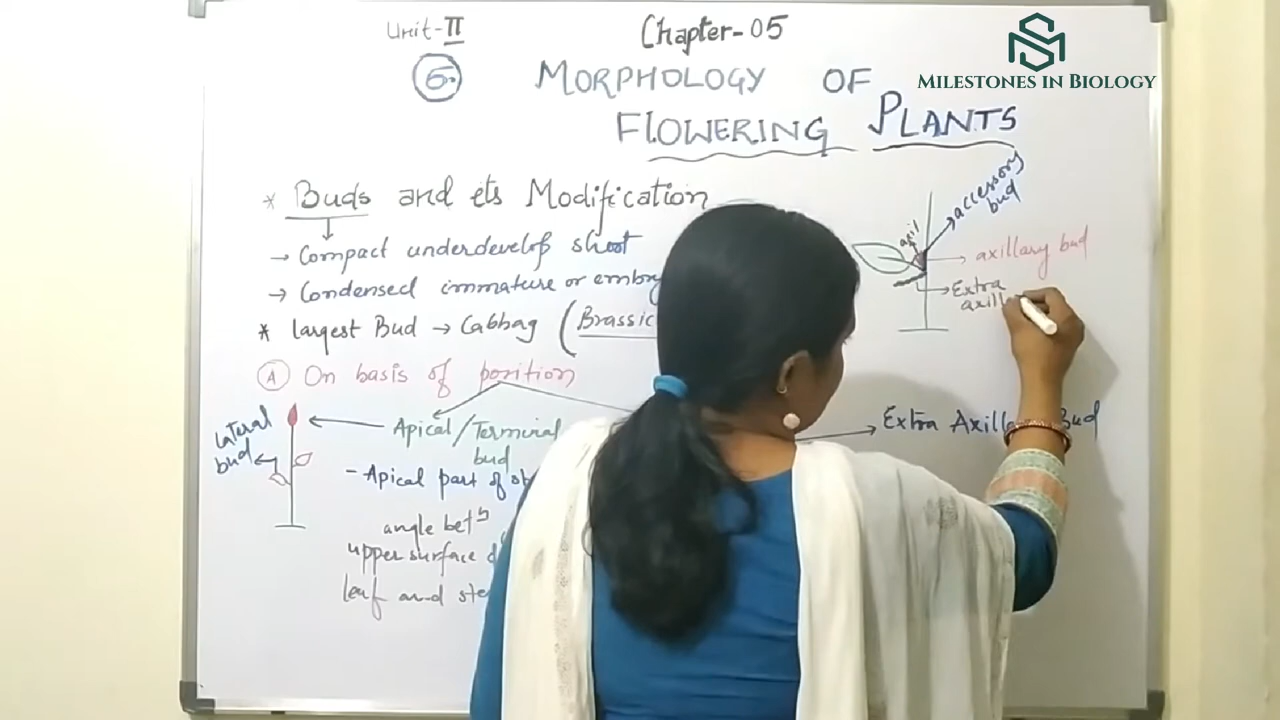 Unit-II
Chapter-05
6.
MORPHOLOGY OF
FLOWERING PLANTS
MILESTONES IN BIOLOGY
* Buds and its Modification
→ Compact underdevelop shoot
→ Condensed immature or embry
* largest Bud → Cabbag (Brassic
A On basis of position
Apical/Terminal
bud
- Apical part of
lateral
bud
angle betn
upper surface
leaf and ste
Extra Axilla Bud
accessory
bud
axil
axillary bud
Extra
axill